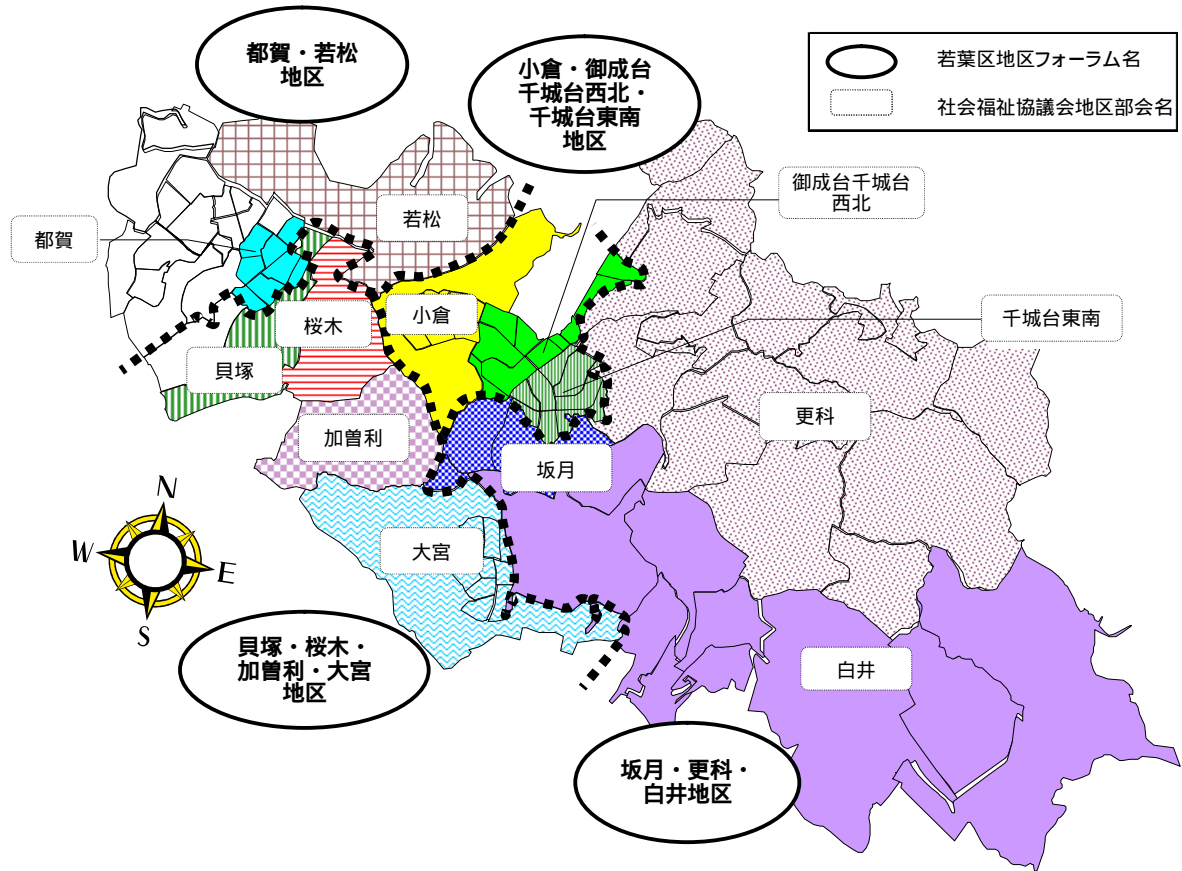 都賀・若松
地区
小倉・御成台
千城台西北・
千城台東南
地区
若葉区地区フォーラム名
社会福祉協議会地区部会名
御成台千城台
西北
若松
都賀
小倉
桜木
千城台東南
貝塚
更科
加曽利
坂月
N
W
E
S
大宮
貝塚・桜木・
加曽利・大宮
地区
白井
坂月・更科・
白井地区